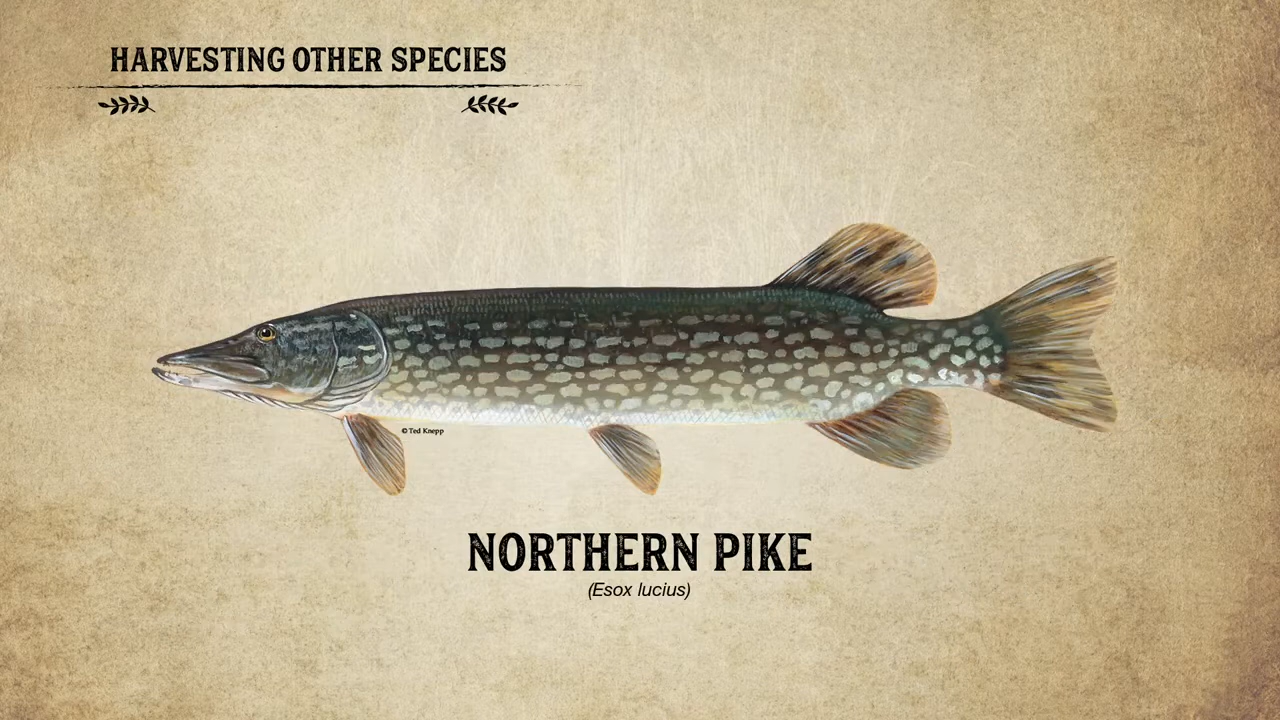 HARVESTING OTHER SPECIES
© Ted Knepp
NORTHERN PIKE
(Esox lucius)